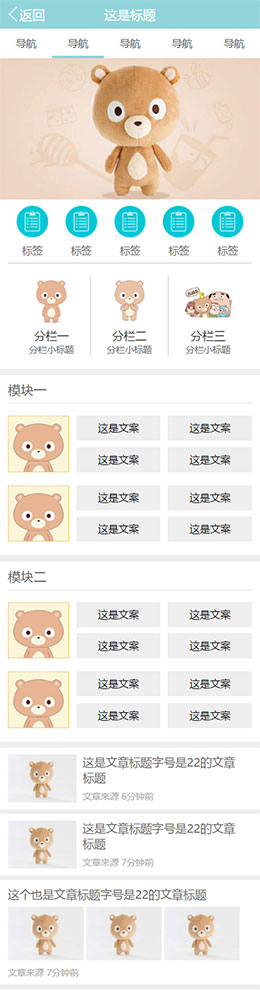 返回 这是标题
导航 导航 导航 导航 导航
标签 标签 标签 标签 标签
分栏一 分栏二 分栏三
分栏小标题 分栏小标题 分栏小标题
模块一
这是文案 这是文案
这是文案 这是文案
这是文案 这是文案
这是文案 这是文案
模块二
这是文案 这是文案
这是文案 这是文案
这是文案 这是文案
这是文案 这是文案
这是文章标题字号是22的文章
标题
文章来源 6分钟前
这是文章标题字号是22的文章
标题
文章来源 7分钟前
这个也是文章标题字号是22的文章标题
文章来源 7分钟前